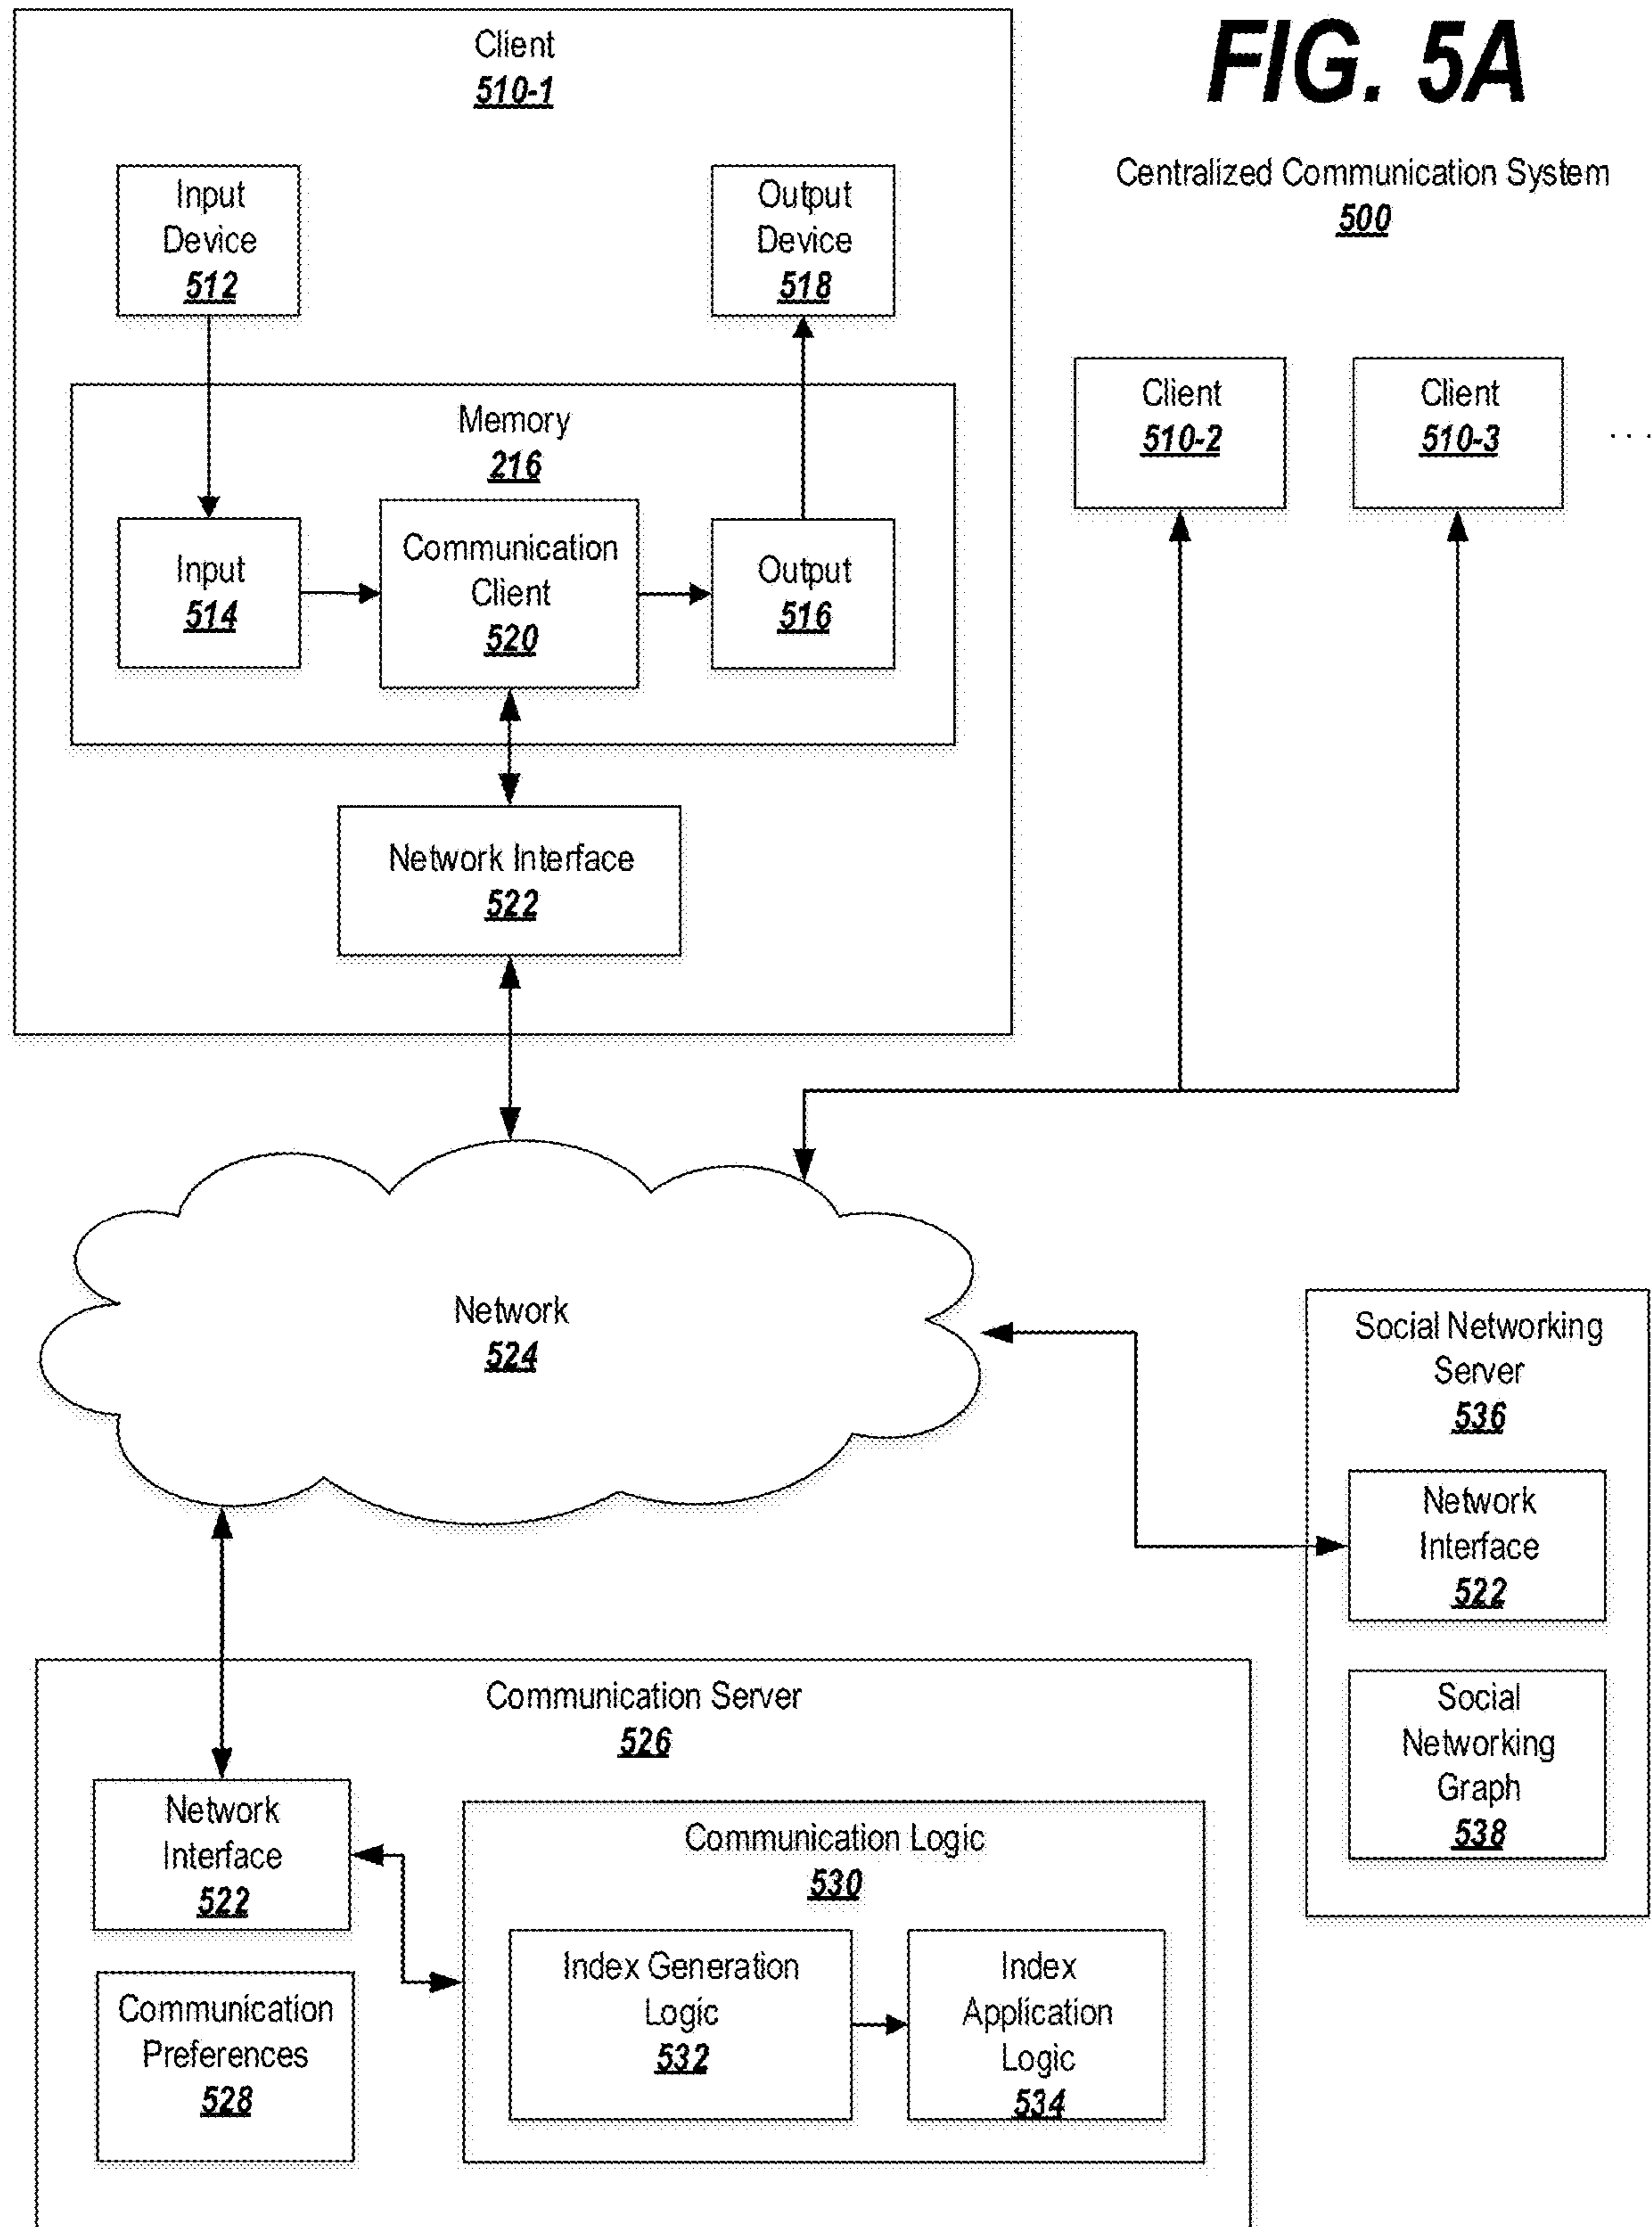 FIG. 5A
Centralized Communication System
500
Client
510-1
Input
Device
512
Output
Device
518
Memory
216
Input
514
Communication
Client
520
Output
516
Network Interface
522
Client
510-2
Client
510-3
...
Network
524
Social Networking
Server
536
Network
Interface
522
Social
Networking
Graph
538
Communication Server
526
Network
Interface
522
Communication
Preferences
528
Communication Logic
530
Index Generation
Logic
532
Index
Application
Logic
534